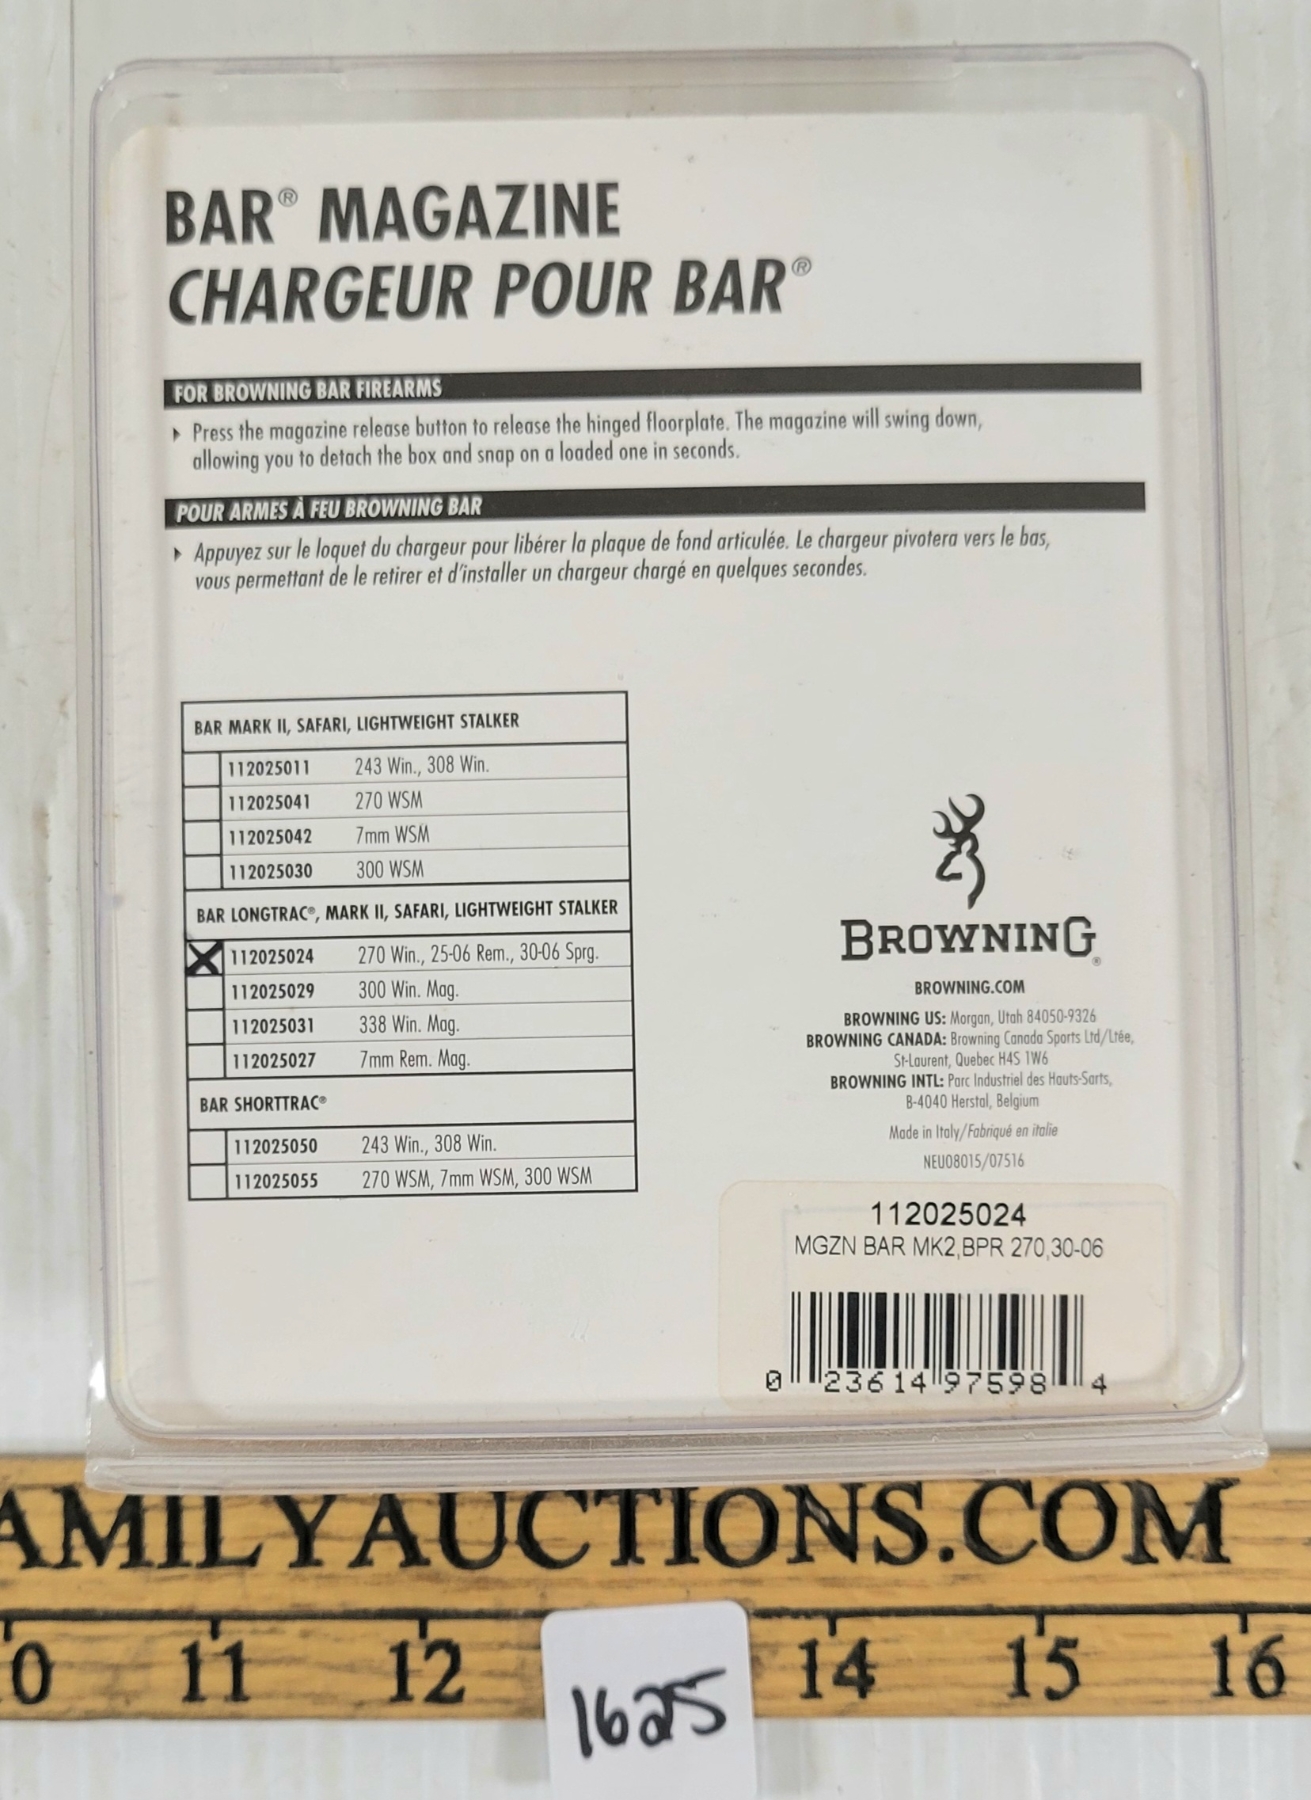 BAR® MAGAZINE
CHARGEUR POUR BAR®
FOR BROWNING BAR FIREARMS
Press the magazine release button to release the hinged floorplate. The magazine will swing down,
allowing you to detach the box and snap on a loaded one in seconds.
POUR ARMES À FEU BROWNING BAR
Appuyez sur le loquet du chargeur pour libérer la plaque de fond articulée. Le chargeur pivotera vers le bas,
vous permettant de le retirer et d'installer un chargeur chargé en quelques secondes.
BAR MARK II, SAFARI, LIGHTWEIGHT STALKER
112025011 243 Win., 308 Win.
112025041 270 WSM
112025042 7mm WSM
112025030 300 WSM
BAR LONGTRAC®, MARK II, SAFARI, LIGHTWEIGHT STALKER
X 112025024 270 Win., 25-06 Rem., 30-06 Sprg.
112025029 300 Win. Mag.
112025031 338 Win. Mag.
112025027 7mm Rem. Mag.
BAR SHORTTRAC®
112025050 243 Win., 308 Win.
112025055 270 WSM, 7mm WSM, 300 WSM
BROWNING®
BROWNING.COM
BROWNING US: Morgan, Utah 84050-9326
BROWNING CANADA: Browning Canada Sports Ltd/Ltée,
St-Laurent, Quebec H4S 1W6
BROWNING INTL: Parc Industriel des Hauts-Sarts,
B-4040 Herstal, Belgium
Made in Italy/Fabriqué en italie
NEU08015/07516
112025024
MGZN BAR MK2,BPR 270,30-06
0 23614 97598 4
AMILYAUCTIONS.COM
0 11 12 14 15 16
1625